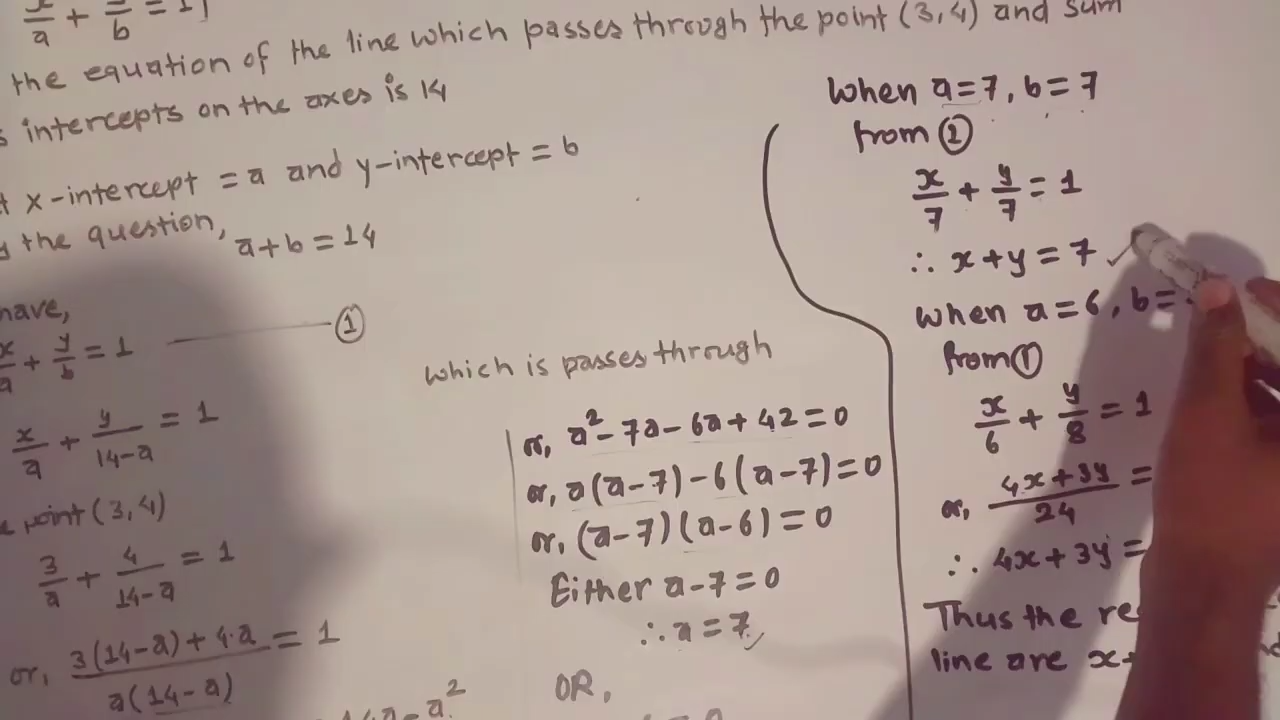 x/a + y/b = 1
the equation of the line which passes through the point (3,4) and sum
intercepts on the axes is 14
x-intercept = a and y-intercept = b
the question,
a+b = 14
have,
x/a + y/b = 1 ——— ①
x/a + y/(14-a) = 1
which is passes through
point (3,4)
3/a + 4/(14-a) = 1
or, (3(14-a) + 4.a)/(a(14-a)) = 1
14a - a²
or, a² - 7a - 6a + 42 = 0
or, a(a-7) - 6(a-7) = 0
or, (a-7)(a-6) = 0
Either a-7 = 0
∴ a = 7
OR,
When a=7, b=7
from ①
x/7 + y/7 = 1
∴ x+y = 7
when a=6, b=
from ①
x/6 + y/8 = 1
or, (4x+3y)/24 =
∴ 4x+3y =
Thus the
line are